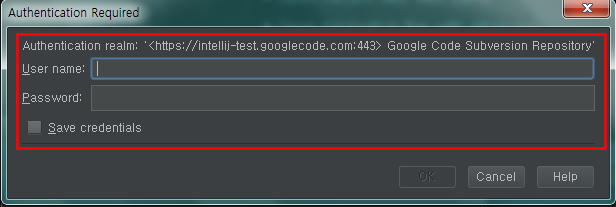 Authentication Required
Authentication realm: '<https://intellij-test.googlecode.com:443> Google Code Subversion Repository'
User name:
Password:
Save credentials
OK Cancel Help